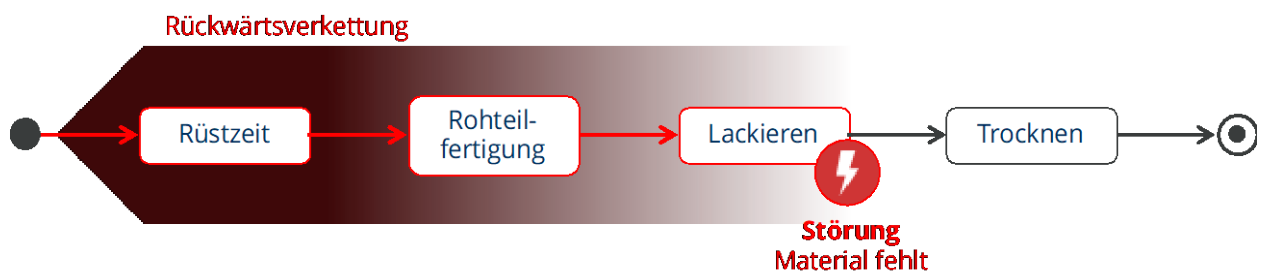 Rückwärtsverkettung
Rüstzeit
Rohteil-
fertigung
Lackieren
Trocknen
Störung
Material fehlt